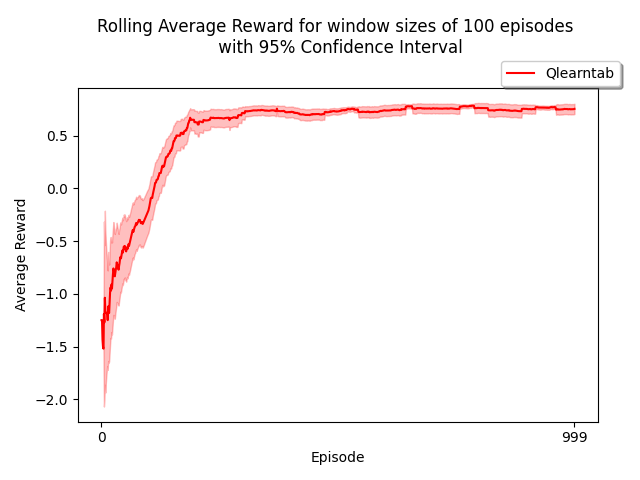 Rolling Average Reward for window sizes of 100 episodes
with 95% Confidence Interval
Qlearntab
0.5
0.0
−0.5
−1.0
−1.5
−2.0
Average Reward
0
999
Episode